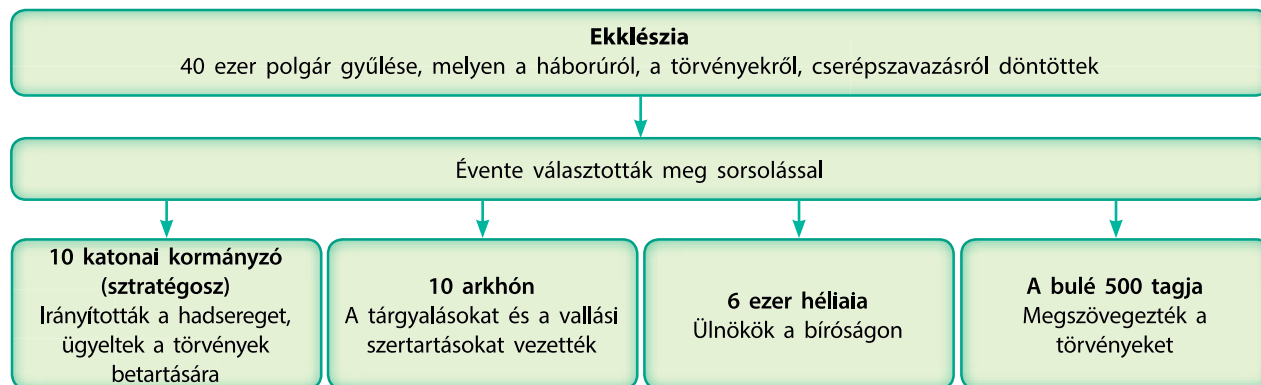 Ekklészia
40 ezer polgár gyűlése, melyen a háborúról, a törvényekről, cserépszavazásról döntöttek
Évente választották meg sorsolással
10 katonai kormányzó
(sztratégosz)
Irányították a hadsereget,
ügyeltek a törvények
betartására
10 arkhón
A tárgyalásokat és a vallási
szertartásokat vezették
6 ezer héliaia
Ülnökök a bíróságon
A bulé 500 tagja
Megszövegezték a
törvényeket